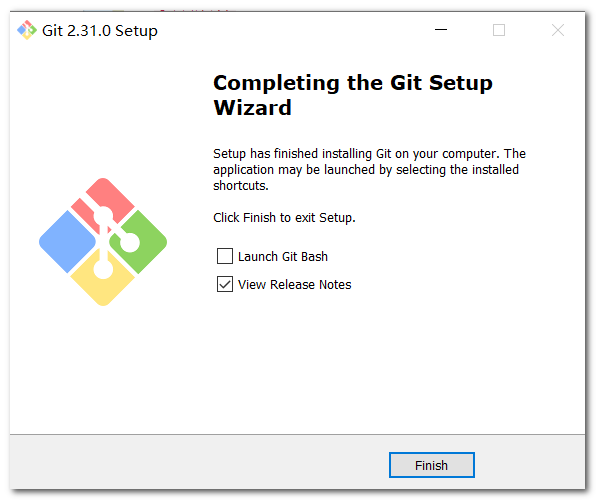 Git 2.31.0 Setup
Completing the Git Setup
Wizard
Setup has finished installing Git on your computer. The
application may be launched by selecting the installed
shortcuts.
Click Finish to exit Setup.
Launch Git Bash
View Release Notes
Finish